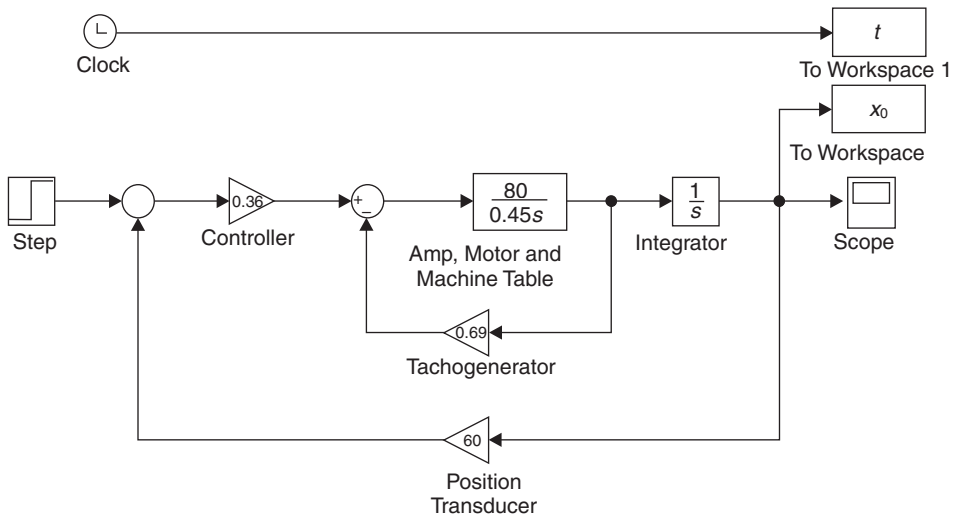 t
Clock
To Workspace 1
x₀
To Workspace
+
−
0.36
80
0.45s
1
s
Step
Controller
Amp, Motor and
Machine Table
Integrator
Scope
0.69
Tachogenerator
60
Position
Transducer